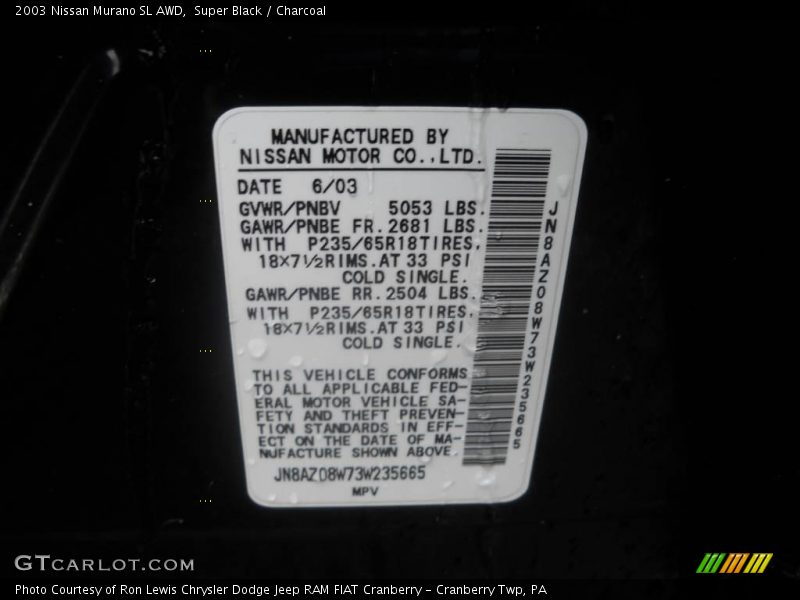 2003 Nissan Murano SL AWD,  Super Black / Charcoal
MANUFACTURED BY
NISSAN MOTOR CO.,LTD.
DATE 6/03
GVWR/PNBV 5053 LBS.
GAWR/PNBE FR. 2681 LBS.
WITH P235/65R18TIRES,
18×7½RIMS.AT 33 PSI
COLD SINGLE.
GAWR/PNBE RR. 2504 LBS.
WITH P235/65R18TIRES,
18×7½RIMS.AT 33 PSI
COLD SINGLE.
THIS VEHICLE CONFORMS
TO ALL APPLICABLE FED-
ERAL MOTOR VEHICLE SA-
FETY AND THEFT PREVEN-
TION STANDARDS IN EFF-
ECT ON THE DATE OF MA-
NUFACTURE SHOWN ABOVE.
JN8AZ08W73W235665
MPV
JN8AZ08W73W235665
GTCARLOT.COM
Photo Courtesy of Ron Lewis Chrysler Dodge Jeep RAM FIAT Cranberry – Cranberry Twp, PA